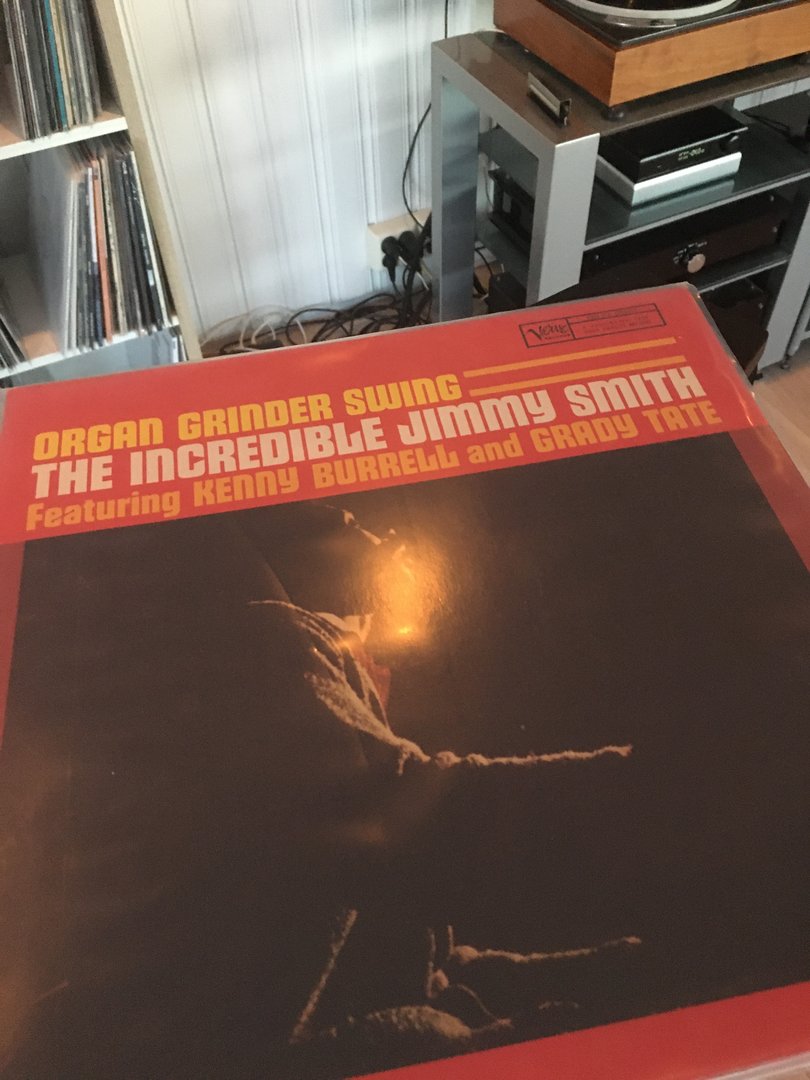 Verve
ORGAN GRINDER SWING
THE INCREDIBLE JIMMY SMITH
Featuring KENNY BURRELL and GRADY TATE